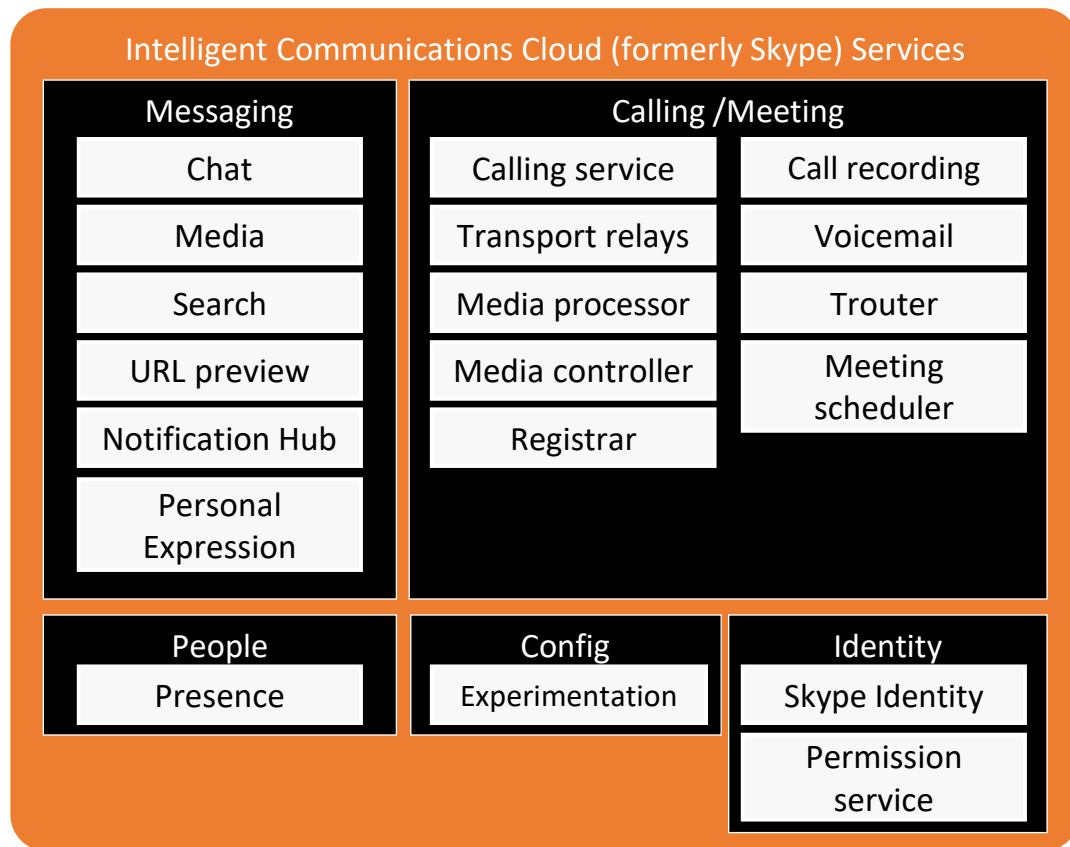 Intelligent Communications Cloud (formerly Skype) Services
Messaging
Chat
Media
Search
URL preview
Notification Hub
Personal
Expression
Calling /Meeting
Calling service
Transport relays
Media processor
Media controller
Registrar
Call recording
Voicemail
Trouter
Meeting
scheduler
People
Presence
Config
Experimentation
Identity
Skype Identity
Permission
service